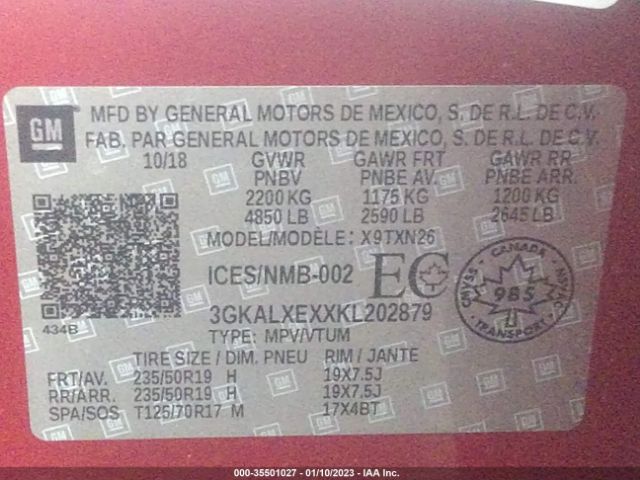 GM
MFD BY GENERAL MOTORS DE MEXICO, S. DE R.L. DE C.V.
FAB. PAR GENERAL MOTORS DE MEXICO, S. DE R.L. DE C.V.
10/18 GVWR GAWR FRT GAWR RR
PNBV PNBE AV. PNBE ARR.
2200 KG 1175 KG 1200 KG
4850 LB 2590 LB 2645 LB
MODEL/MODÈLE: X9TXN26
ICES/NMB-002 EC
CANADA
CMVSS NSVAC
985
TRANSPORT
3GKALXEXXKL202879
434B
TYPE: MPV/VTUM
TIRE SIZE / DIM. PNEU RIM / JANTE
FRT/AV. 235/50R19 H 19X7.5J
RR/ARR. 235/50R19 H 19X7.5J
SPA/SOS T125/70R17 M 17X4BT
000-35501027 - 01/10/2023 - IAA Inc.